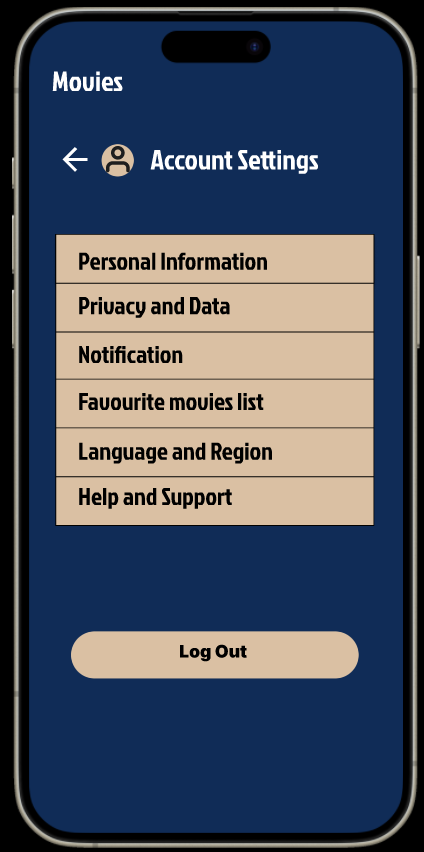 Movies
Account Settings
Personal Information
Privacy and Data
Notification
Favourite movies list
Language and Region
Help and Support
Log Out